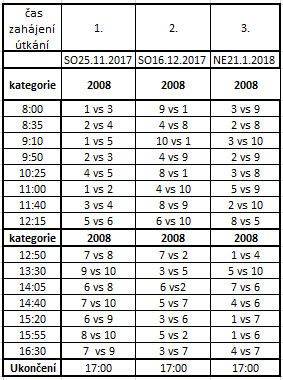 čas
zahájení
útkání 1. 2. 3.
SO25.11.2017 SO16.12.2017 NE21.1.2018
kategorie 2008 2008 2008
8:00 1 vs 3 9 vs 1 3 vs 9
8:35 2 vs 4 4 vs 8 2 vs 8
9:10 1 vs 5 10 vs 1 3 vs 10
9:50 2 vs 3 4 vs 9 2 vs 9
10:25 4 vs 5 8 vs 1 3 vs 8
11:00 1 vs 2 4 vs 10 5 vs 9
11:40 3 vs 4 8 vs 9 2 vs 10
12:15 5 vs 6 6 vs 10 8 vs 5
kategorie 2008 2008 2008
12:50 7 vs 8 7 vs 2 1 vs 4
13:30 9 vs 10 3 vs 5 5 vs 10
14:05 6 vs 8 6 vs2 7 vs 6
14:40 7 vs 10 5 vs 7 4 vs 6
15:20 6 vs 9 3 vs 6 1 vs 7
15:55 8 vs 10 5 vs 2 1 vs 6
16:30 7 vs 9 3 vs 7 4 vs 7
Ukončení 17:00 17:00 17:00